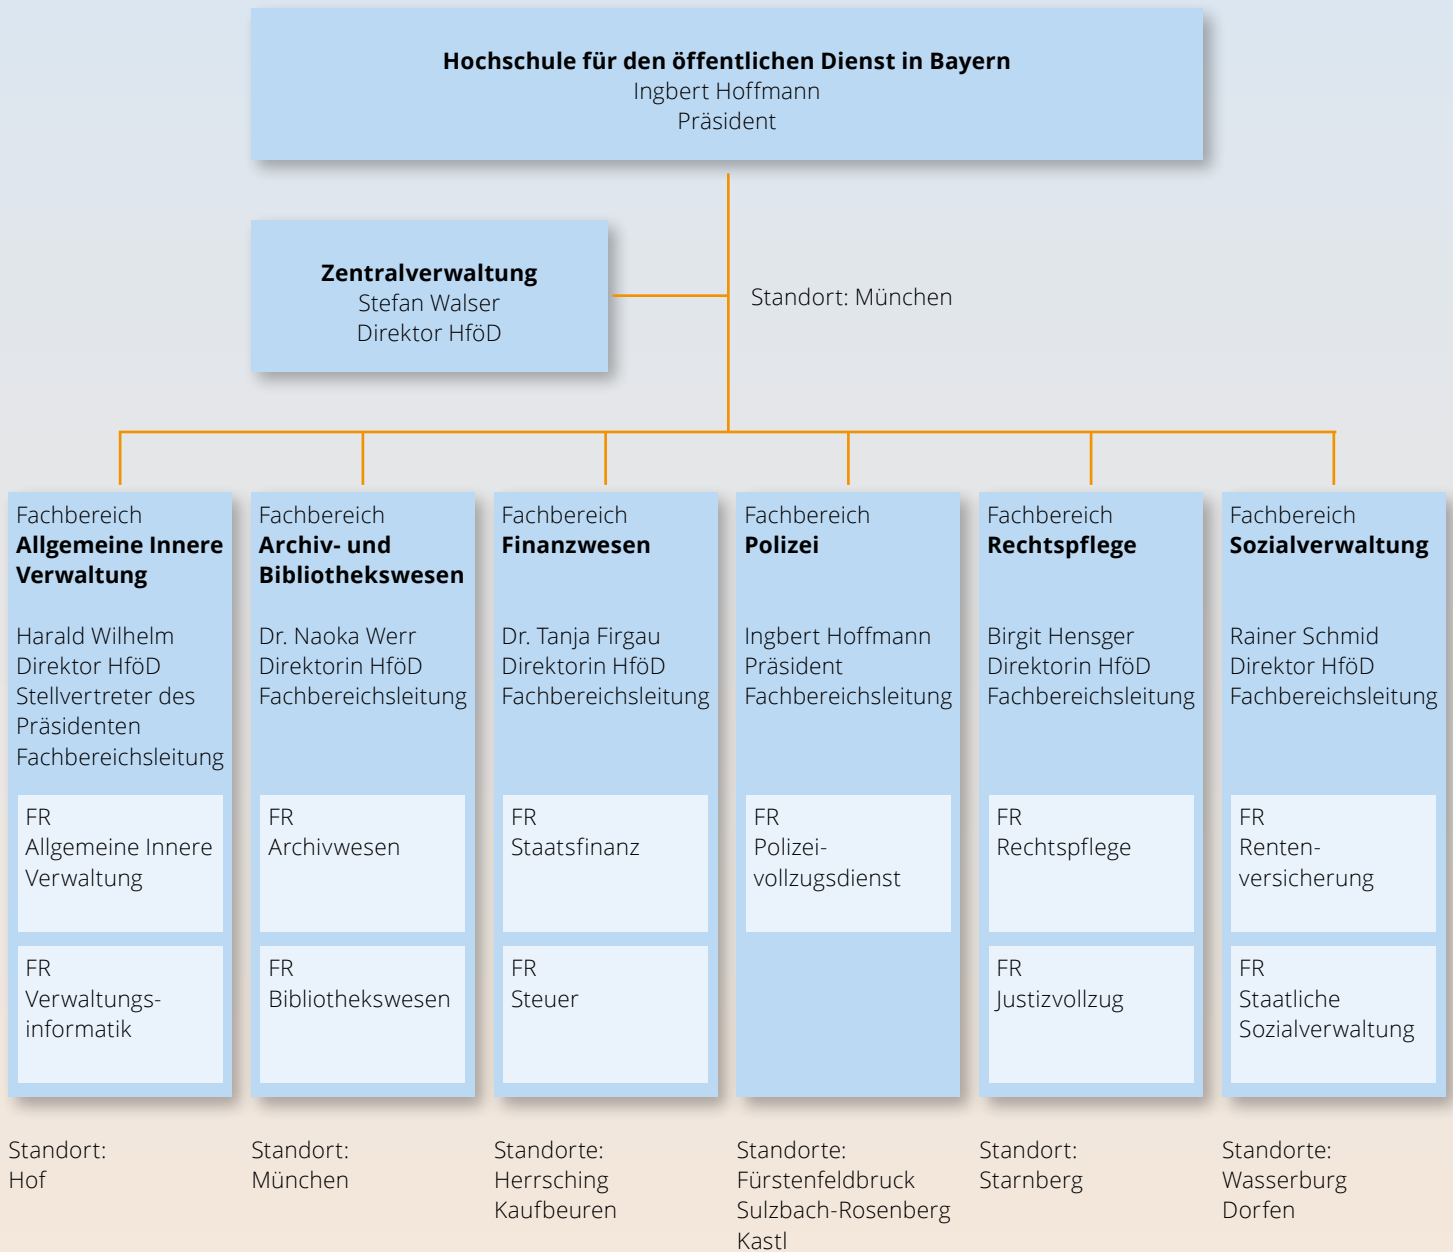 Hochschule für den öffentlichen Dienst in Bayern
Ingbert Hoffmann
Präsident
Zentralverwaltung
Stefan Walser
Direktor HföD
Standort: München
Fachbereich
Allgemeine Innere
Verwaltung
Harald Wilhelm
Direktor HföD
Stellvertreter des
Präsidenten
Fachbereichsleitung
FR
Allgemeine Innere
Verwaltung
FR
Verwaltungs-
informatik
Standort:
Hof
Fachbereich
Archiv- und
Bibliothekswesen
Dr. Naoka Werr
Direktorin HföD
Fachbereichsleitung
FR
Archivwesen
FR
Bibliothekswesen
Standort:
München
Fachbereich
Finanzwesen
Dr. Tanja Firgau
Direktorin HföD
Fachbereichsleitung
FR
Staatsfinanz
FR
Steuer
Standorte:
Herrsching
Kaufbeuren
Fachbereich
Polizei
Ingbert Hoffmann
Präsident
Fachbereichsleitung
FR
Polizei-
vollzugsdienst
Standorte:
Fürstenfeldbruck
Sulzbach-Rosenberg
Kastl
Fachbereich
Rechtspflege
Birgit Hensger
Direktorin HföD
Fachbereichsleitung
FR
Rechtspflege
FR
Justizvollzug
Standort:
Starnberg
Fachbereich
Sozialverwaltung
Rainer Schmid
Direktor HföD
Fachbereichsleitung
FR
Renten-
versicherung
FR
Staatliche
Sozialverwaltung
Standorte:
Wasserburg
Dorfen